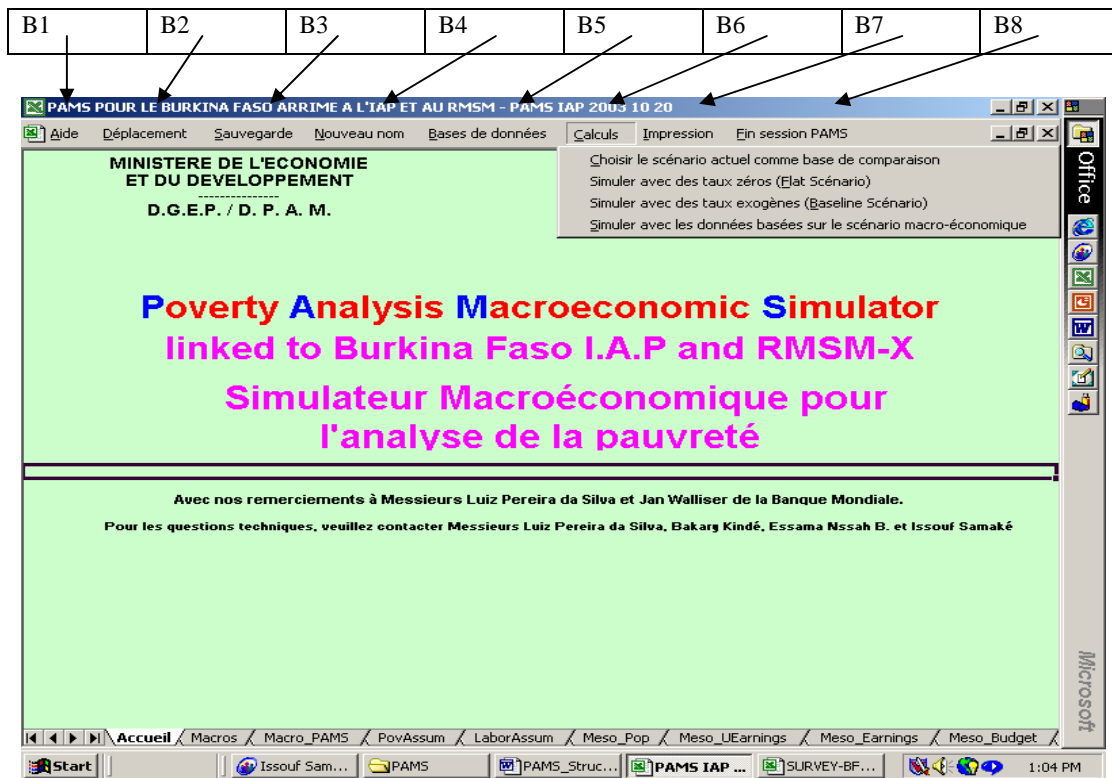 B1 B2 B3 B4 B5 B6 B7 B8
PAMS POUR LE BURKINA FASO ARRIME A L'IAP ET AU RMSM - PAMS IAP 2003 10 20
Aide Déplacement Sauvegarde Nouveau nom Bases de données Calculs Impression Fin session PAMS
Choisir le scénario actuel comme base de comparaison
Simuler avec des taux zéros (Flat Scénario)
Simuler avec des taux exogènes (Baseline Scénario)
Simuler avec les données basées sur le scénario macro-économique
MINISTERE DE L'ECONOMIE
ET DU DEVELOPPEMENT
---------------
D.G.E.P. / D. P. A. M.
Poverty Analysis Macroeconomic Simulator
linked to Burkina Faso I.A.P and RMSM-X
Simulateur Macroéconomique pour
l'analyse de la pauvreté
Avec nos remerciements à Messieurs Luiz Pereira da Silva et Jan Walliser de la Banque Mondiale.
Pour les questions techniques, veuillez contacter Messieurs Luiz Pereira da Silva, Bakary Kindé, Essama Nssah B. et Issouf Samaké
Office
Microsoft
Accueil Macros Macro_PAMS PovAssum LaborAssum Meso_Pop Meso_UEarnings Meso_Earnings Meso_Budget
Start Issouf Sam... PAMS PAMS_Struc... PAMS IAP ... SURVEY-BF... 1:04 PM